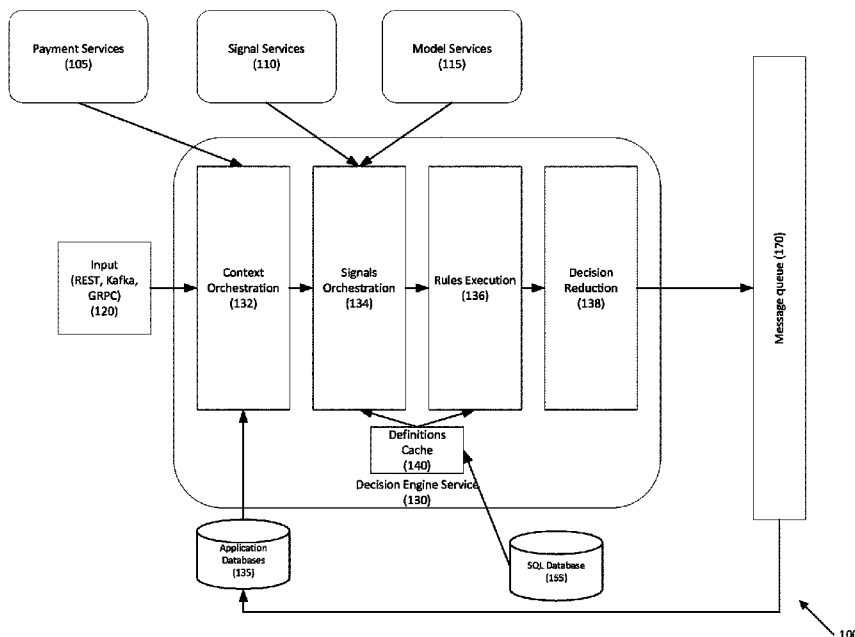 Payment Services
(105)
Signal Services
(110)
Model Services
(115)
Input
(REST, Kafka,
GRPC)
(120)
Context
Orchestration
(132)
Signals
Orchestration
(134)
Rules Execution
(136)
Decision
Reduction
(138)
Message queue (170)
Definitions
Cache
(140)
Decision Engine Service
(130)
Application
Databases
(135)
SQL Database
(155)
100